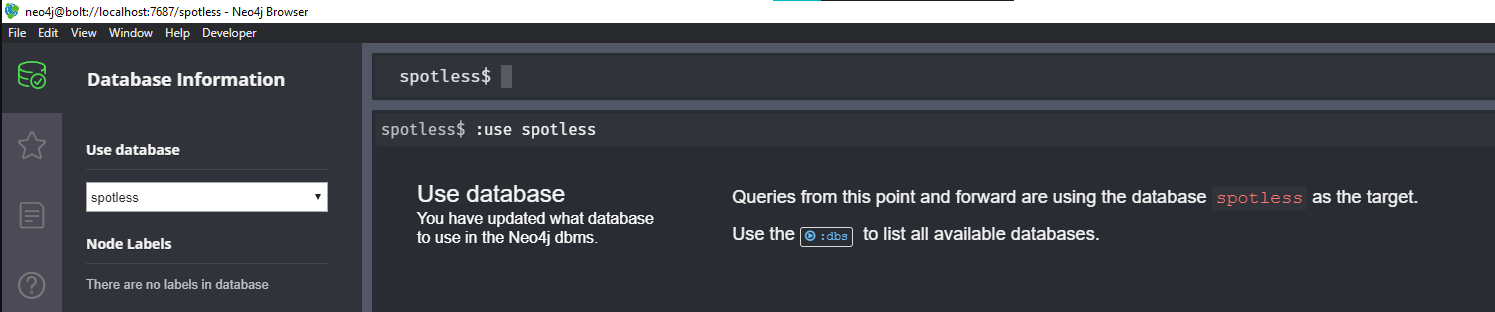 neo4j@bolt://localhost:7687/spotless - Neo4j Browser
File Edit View Window Help Developer
Database Information
spotless$
spotless$ :use spotless
Use database
spotless
Node Labels
There are no labels in database
Use database
You have updated what database
to use in the Neo4j dbms.
Queries from this point and forward are using the database spotless as the target.
Use the :dbs to list all available databases.